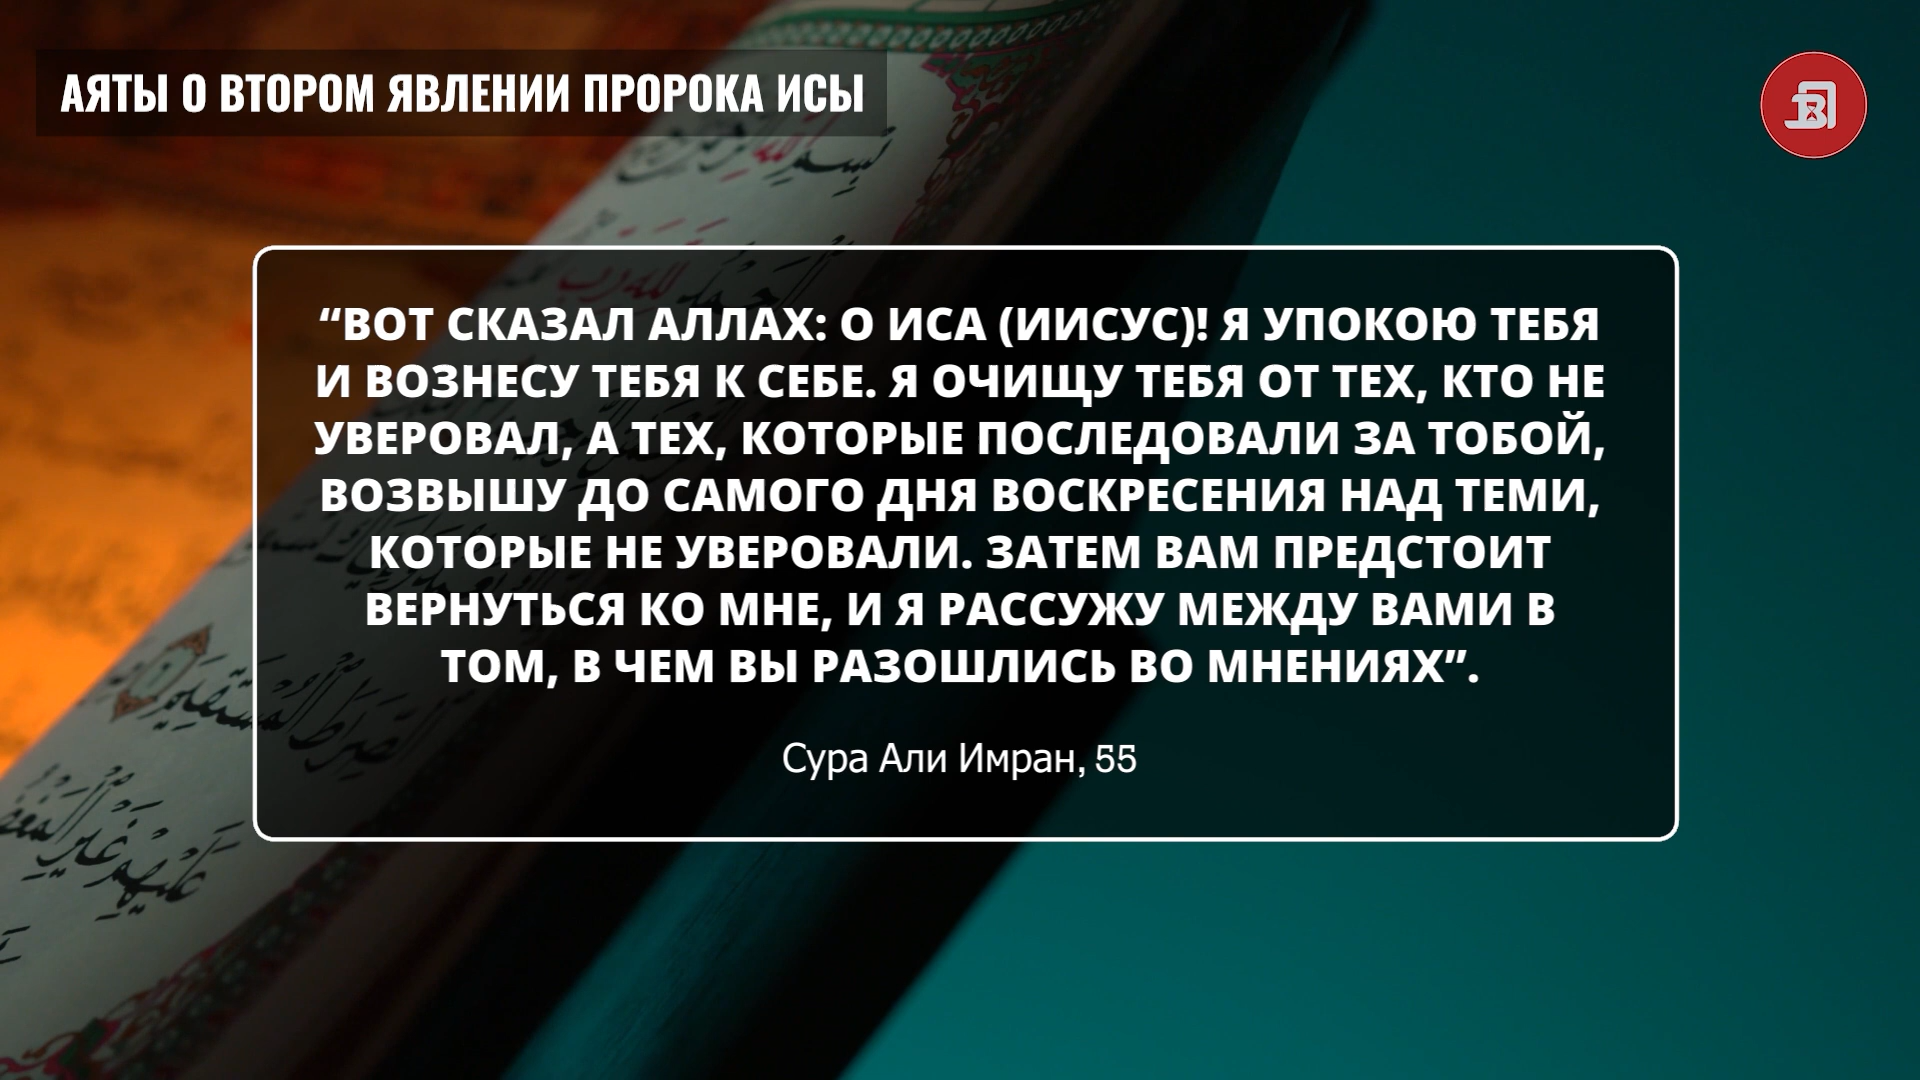 АЯТЫ О ВТОРОМ ЯВЛЕНИИ ПРОРОКА ИСЫ
“ВОТ СКАЗАЛ АЛЛАХ: О ИСА (ИИСУС)! Я УПОКОЮ ТЕБЯ
И ВОЗНЕСУ ТЕБЯ К СЕБЕ. Я ОЧИЩУ ТЕБЯ ОТ ТЕХ, КТО НЕ
УВЕРОВАЛ, А ТЕХ, КОТОРЫЕ ПОСЛЕДОВАЛИ ЗА ТОБОЙ,
ВОЗВЫШУ ДО САМОГО ДНЯ ВОСКРЕСЕНИЯ НАД ТЕМИ,
КОТОРЫЕ НЕ УВЕРОВАЛИ. ЗАТЕМ ВАМ ПРЕДСТОИТ
ВЕРНУТЬСЯ КО МНЕ, И Я РАССУЖУ МЕЖДУ ВАМИ В
ТОМ, В ЧЕМ ВЫ РАЗОШЛИСЬ ВО МНЕНИЯХ”.
Сура Али Имран, 55